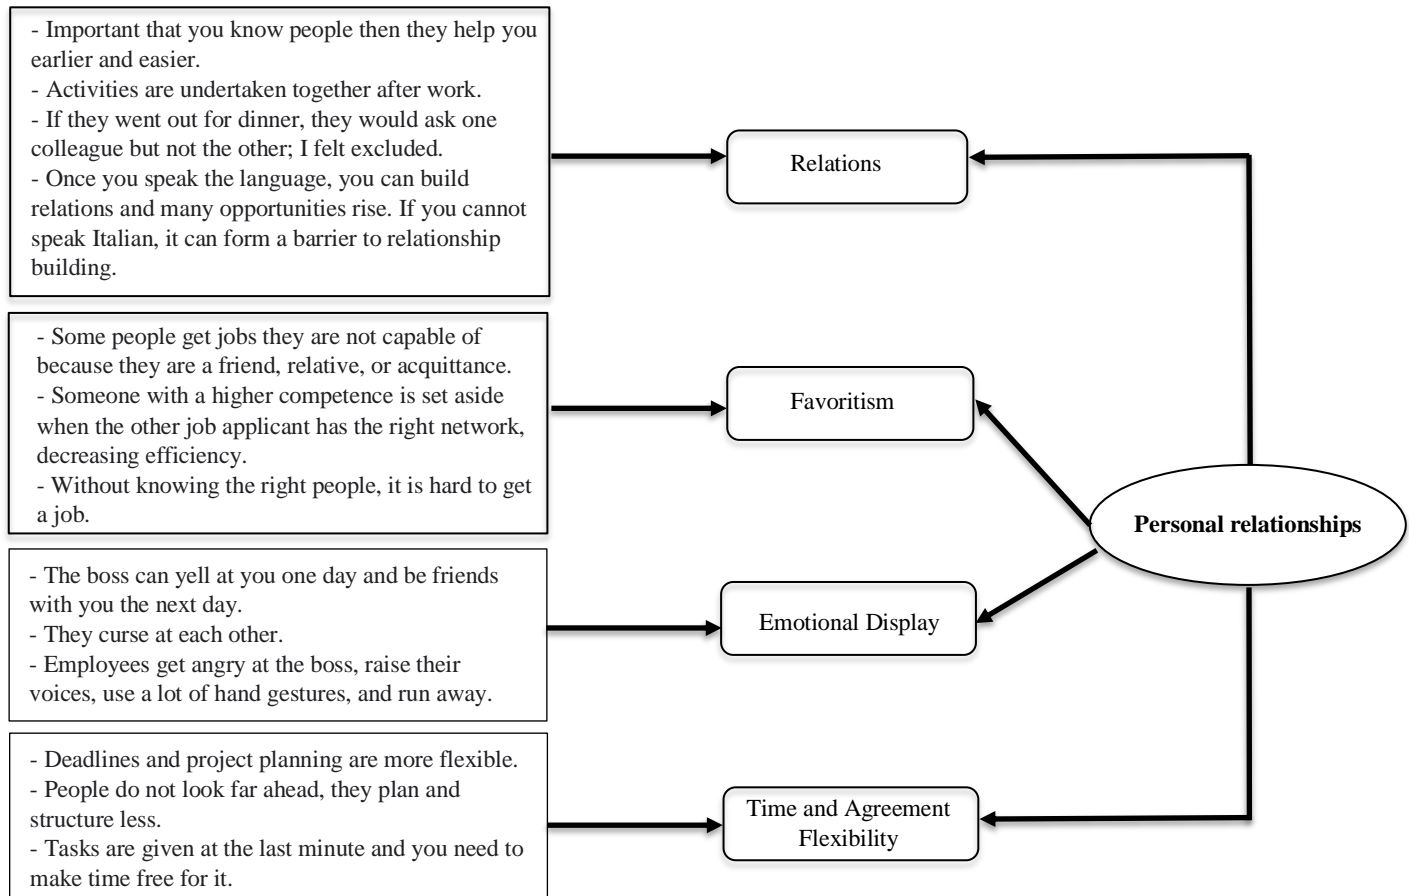 - Important that you know people then they help you
earlier and easier.
- Activities are undertaken together after work.
- If they went out for dinner, they would ask one
colleague but not the other; I felt excluded.
- Once you speak the language, you can build
relations and many opportunities rise. If you cannot
speak Italian, it can form a barrier to relationship
building.
Relations
- Some people get jobs they are not capable of
because they are a friend, relative, or acquittance.
- Someone with a higher competence is set aside
when the other job applicant has the right network,
decreasing efficiency.
- Without knowing the right people, it is hard to get
a job.
Favoritism
Personal relationships
- The boss can yell at you one day and be friends
with you the next day.
- They curse at each other.
- Employees get angry at the boss, raise their
voices, use a lot of hand gestures, and run away.
Emotional Display
- Deadlines and project planning are more flexible.
- People do not look far ahead, they plan and
structure less.
- Tasks are given at the last minute and you need to
make time free for it.
Time and Agreement
Flexibility